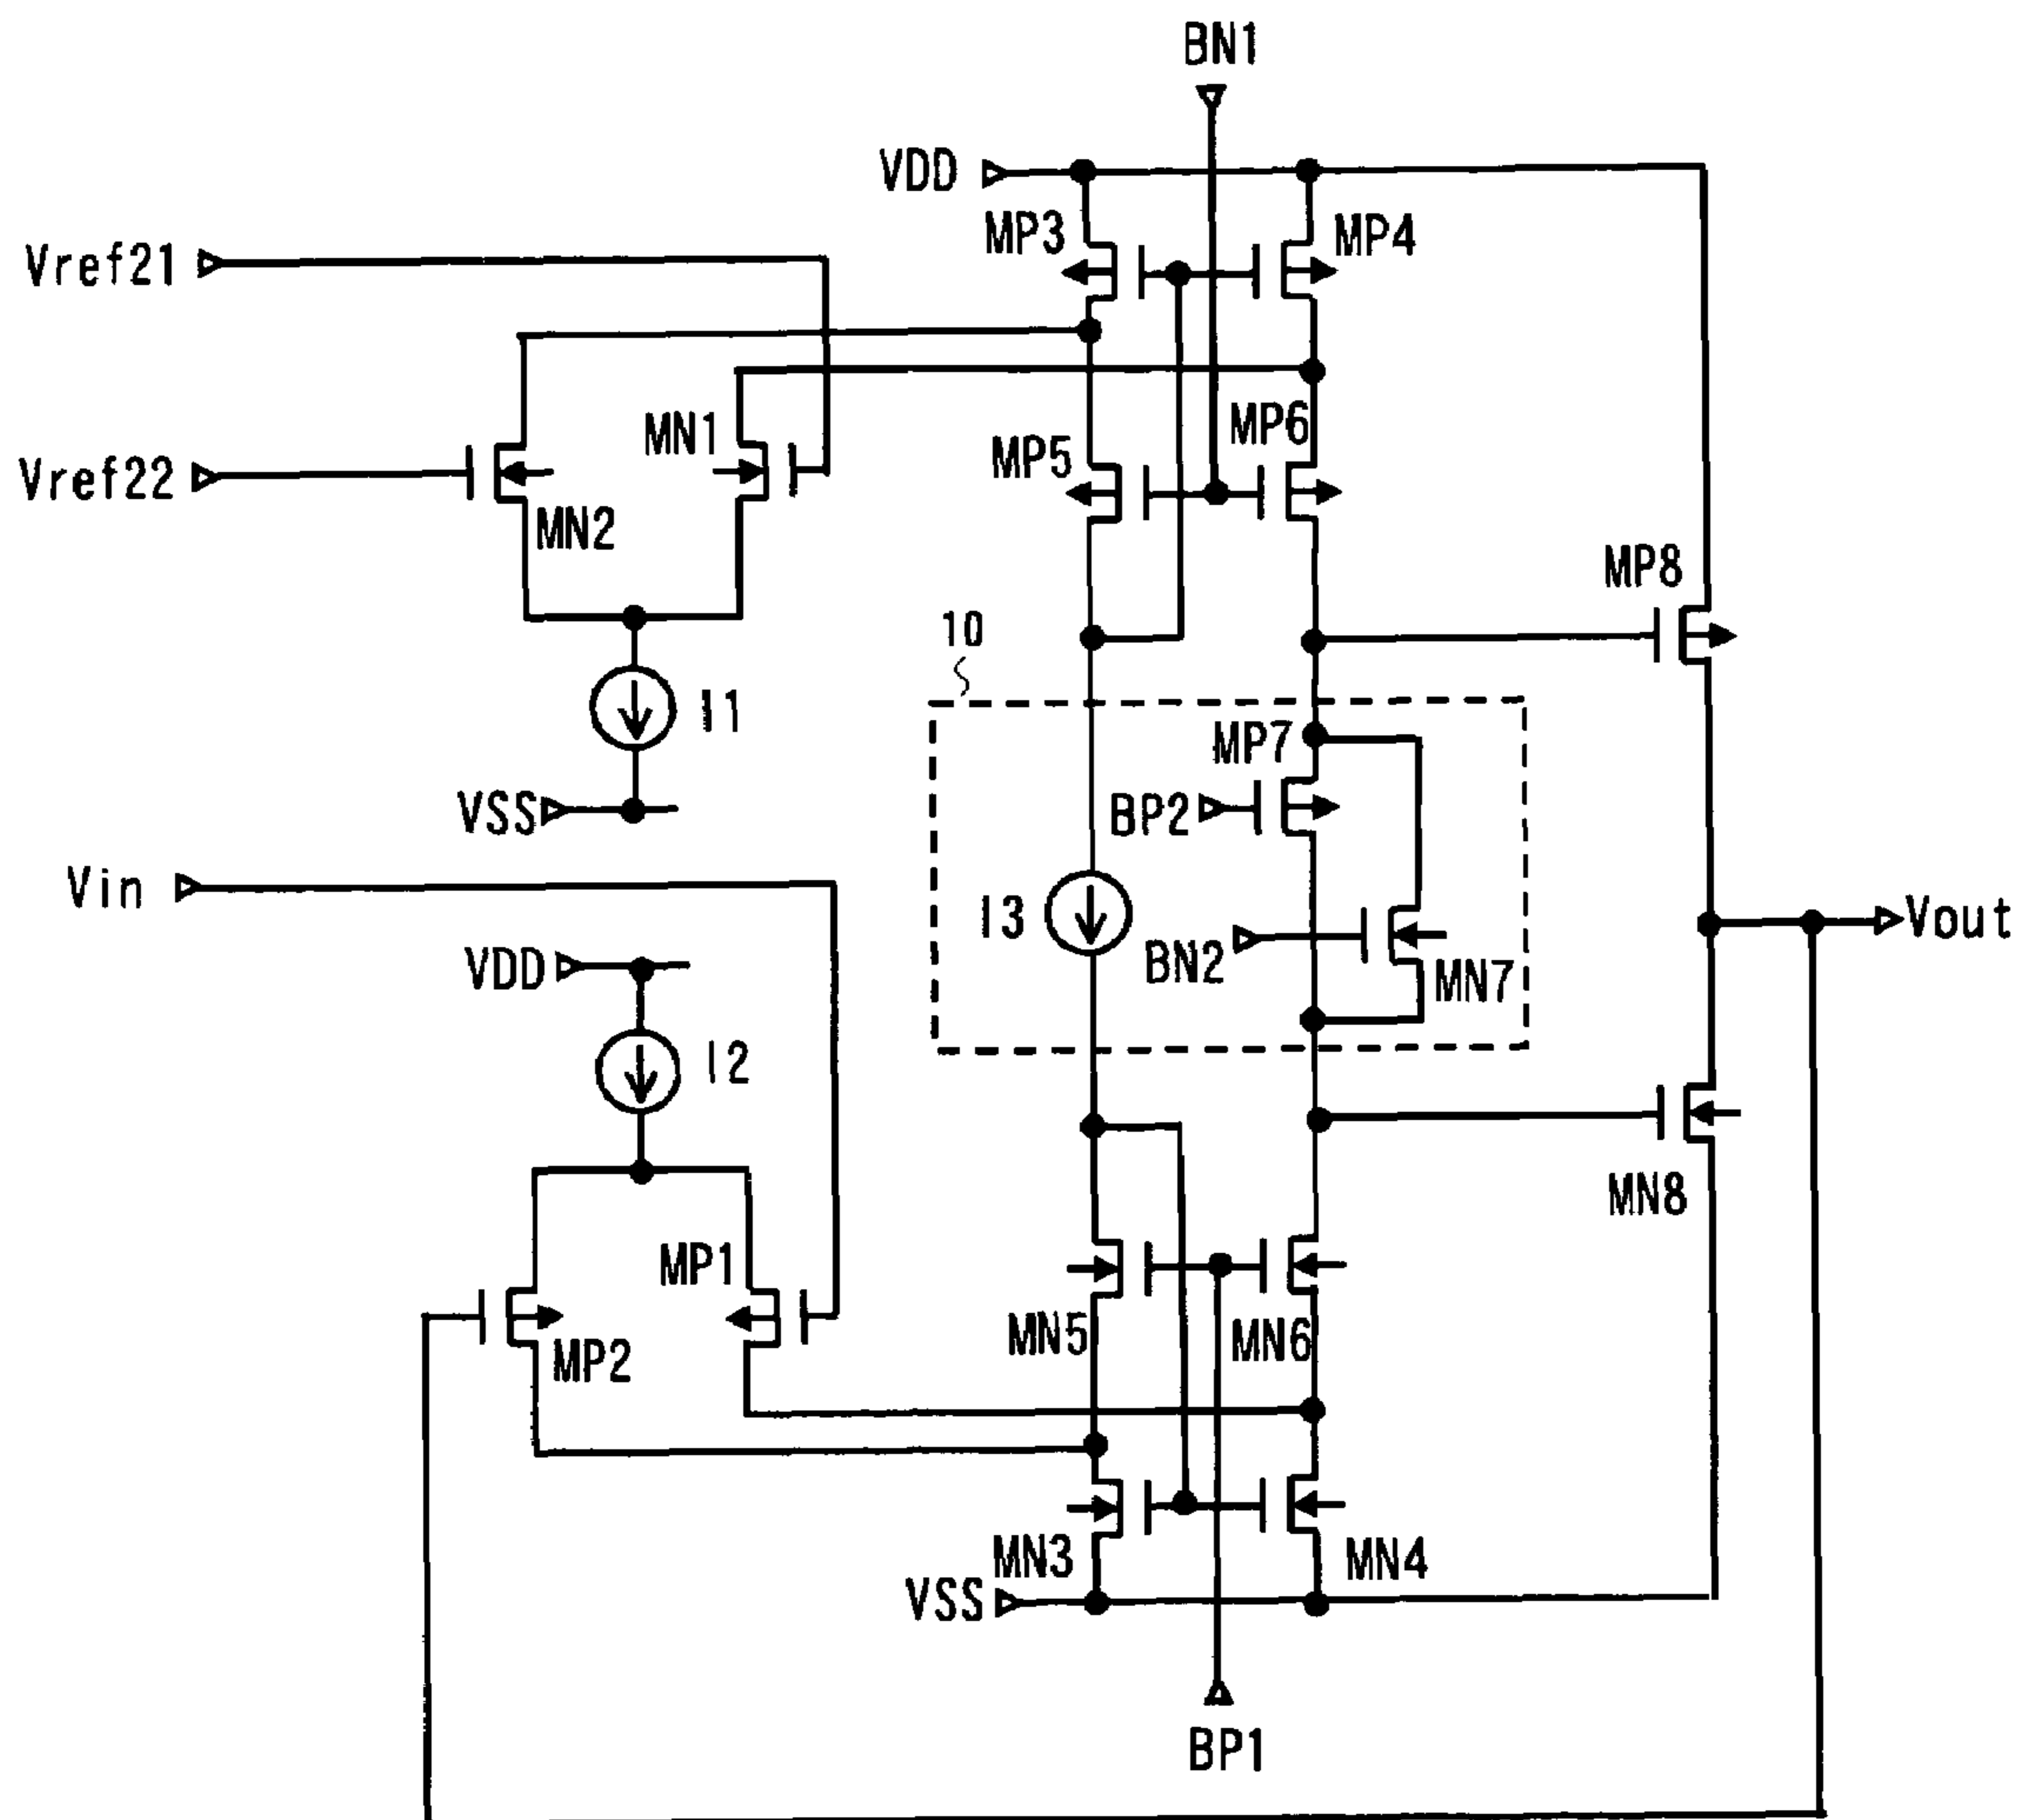 BN1
VDD
MP3
MP4
Vref21
MN1
MP6
MP5
Vref22
MN2
MP8
10
I1
MP7
BP2
VSS
Vin
I3
Vout
BN2
VDD
MN7
I2
MN8
MP1
MN5
MN6
MP2
MN3
MN4
VSS
BP1